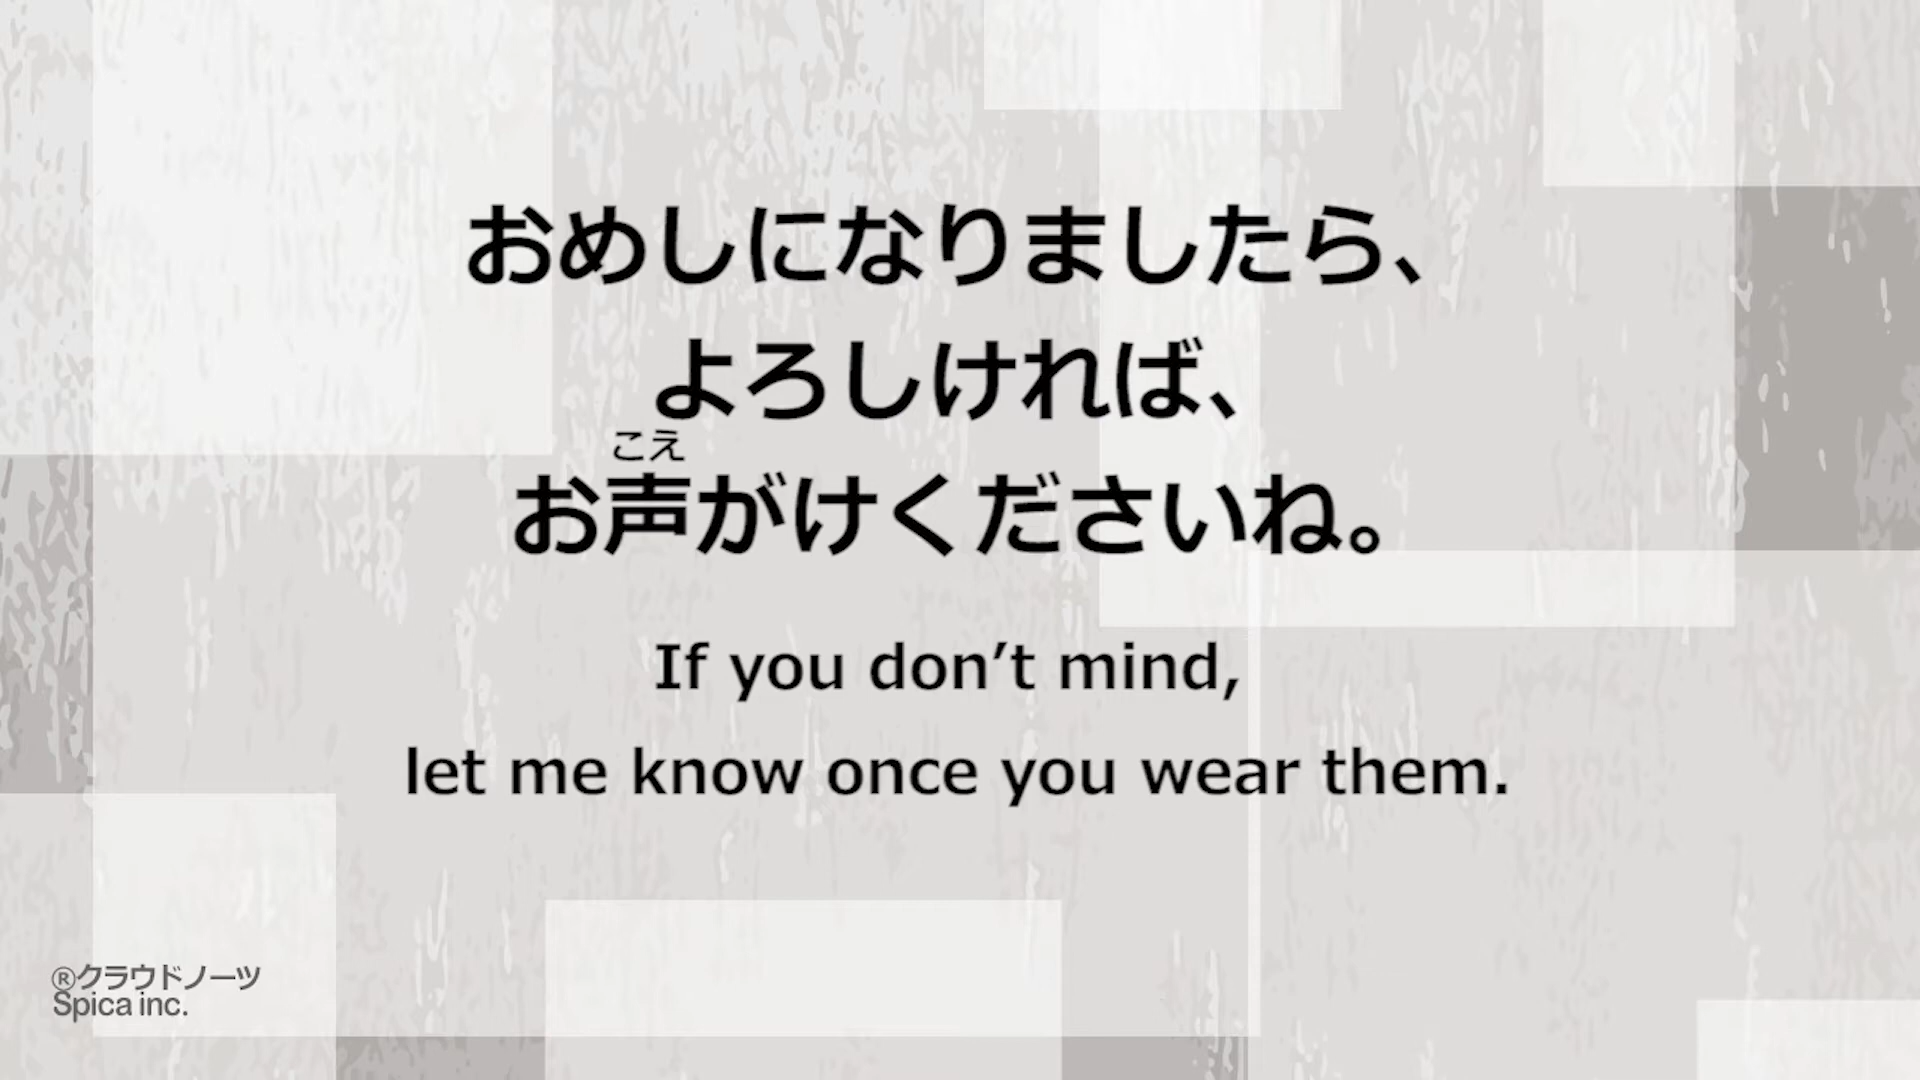 おめしになりましたら、
よろしければ、
こえ
お声がけくださいね。
If you don’t mind,
let me know once you wear them.
®クラウドノーツ
Spica inc.